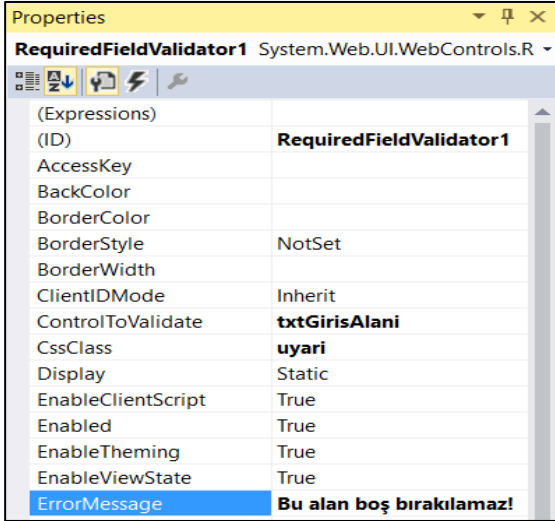 Properties
RequiredFieldValidator1 System.Web.UI.WebControls.R
(Expressions)
(ID) RequiredFieldValidator1
AccessKey
BackColor
BorderColor
BorderStyle NotSet
BorderWidth
ClientIDMode Inherit
ControlToValidate txtGirisAlani
CssClass uyari
Display Static
EnableClientScript True
Enabled True
EnableTheming True
EnableViewState True
ErrorMessage Bu alan boş bırakılamaz!